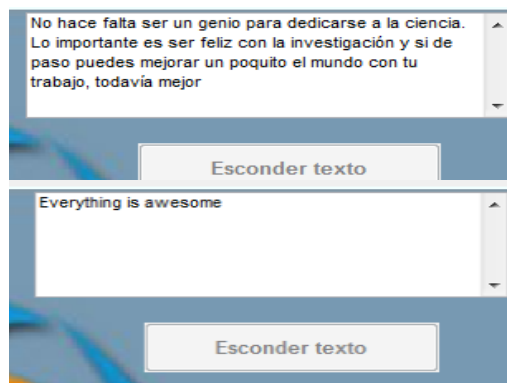 No hace falta ser un genio para dedicarse a la ciencia.
Lo importante es ser feliz con la investigación y si de
paso puedes mejorar un poquito el mundo con tu
trabajo, todavía mejor
Esconder texto
Everything is awesome
Esconder texto